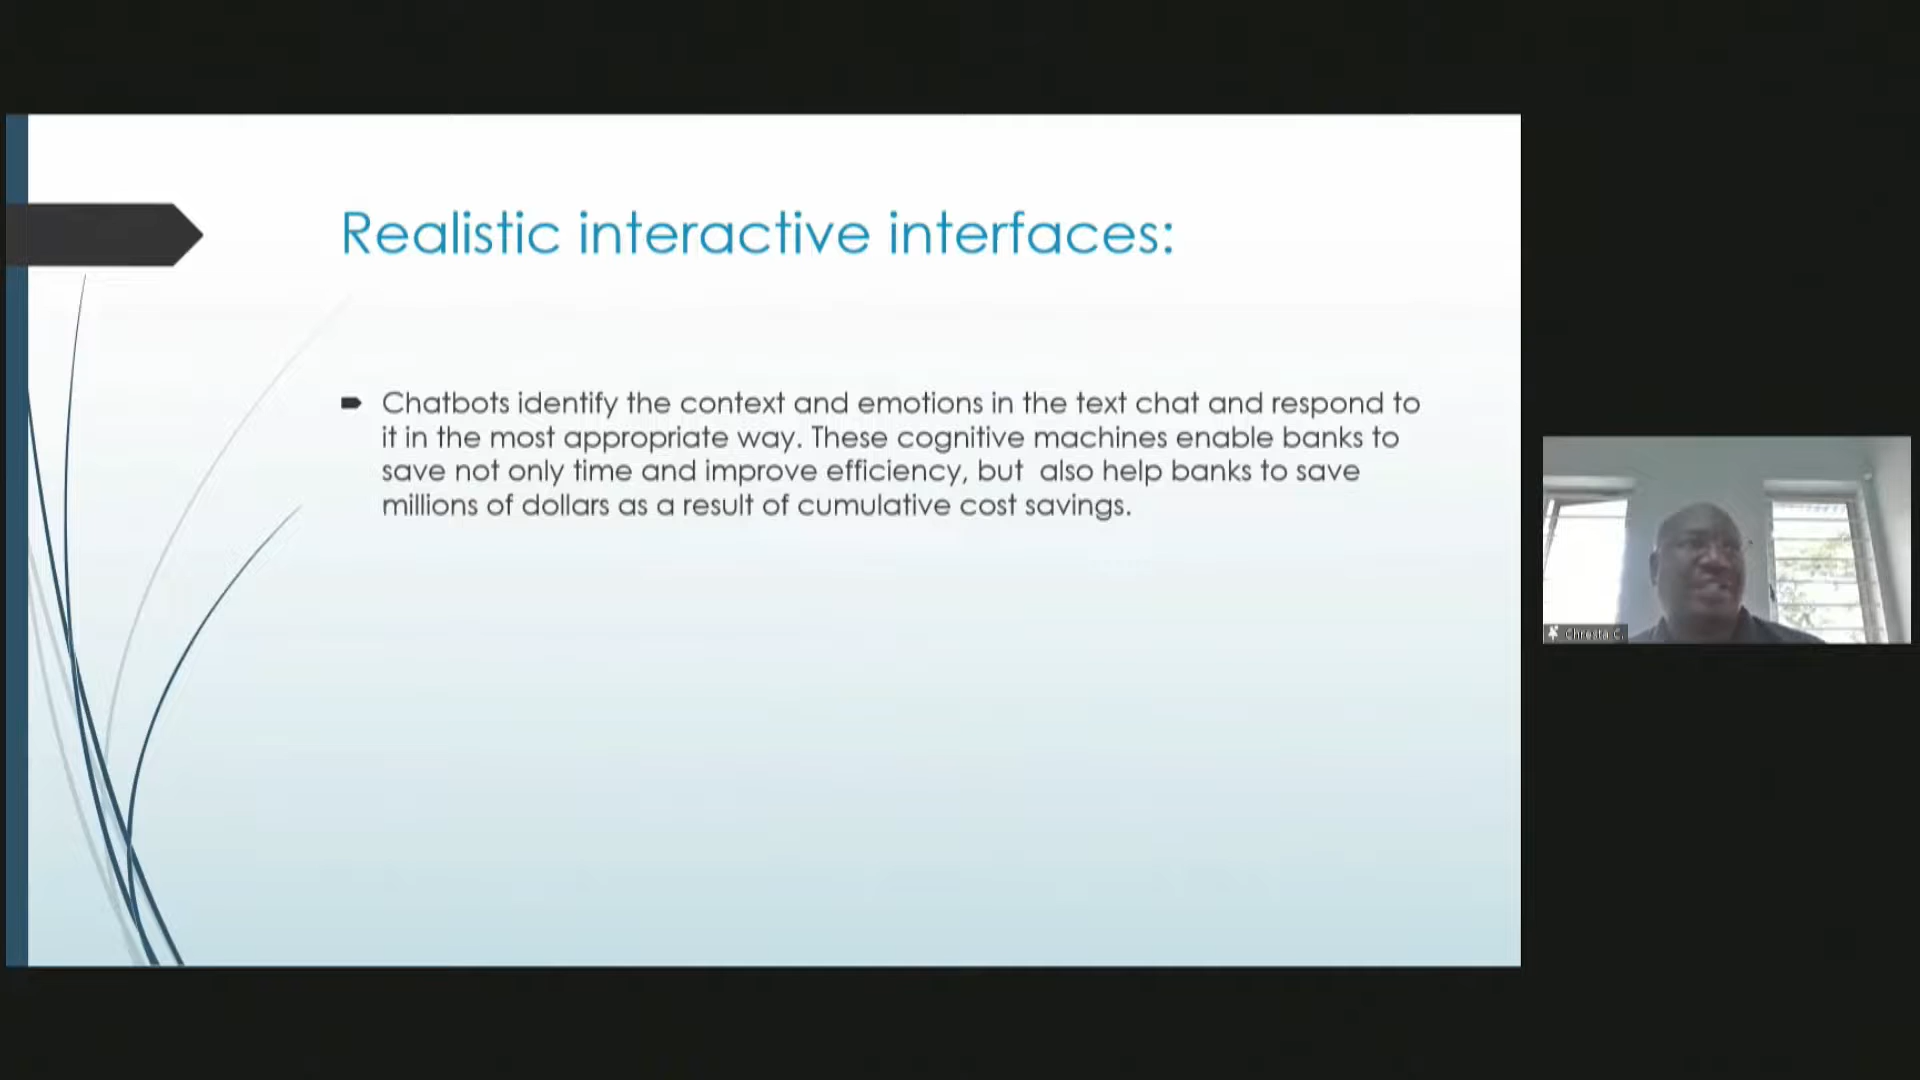 Realistic interactive interfaces:
Chatbots identify the context and emotions in the text chat and respond to
it in the most appropriate way. These cognitive machines enable banks to
save not only time and improve efficiency, but  also help banks to save
millions of dollars as a result of cumulative cost savings.
Chresta C.